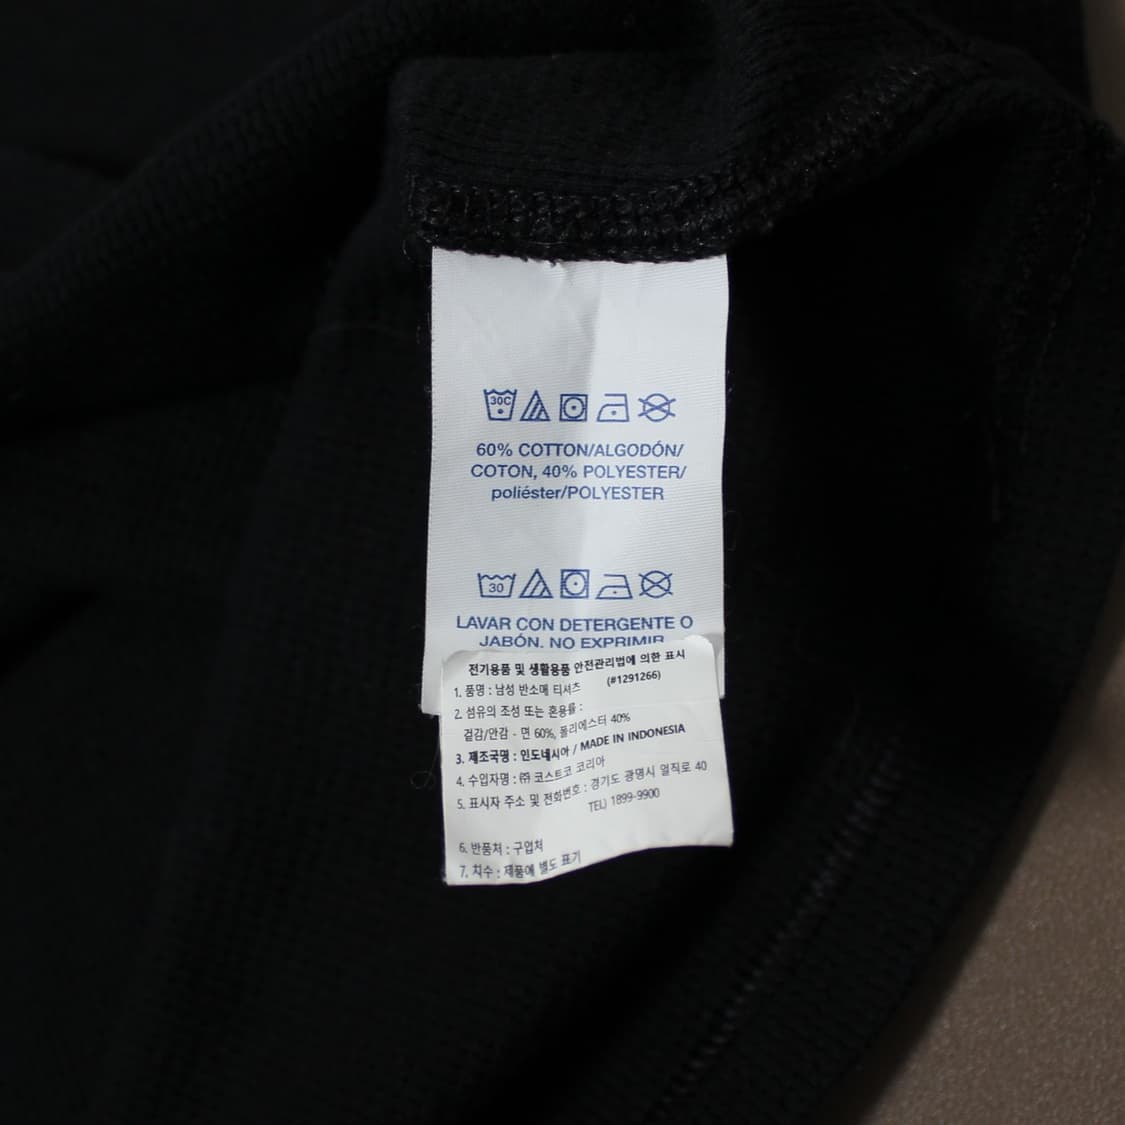 30C
60% COTTON/ALGODÓN/
COTON, 40% POLYESTER/
poliéster/POLYESTER
30
LAVAR CON DETERGENTE O
JABÓN. NO EXPRIMIR
전기용품 및 생활용품 안전관리법에 의한 표시
1. 품명 : 남성 반소매 티셔츠 (#1291266)
2. 섬유의 조성 또는 혼용률 :
겉감/안감 - 면 60%, 폴리에스터 40%
3. 제조국명 : 인도네시아 / MADE IN INDONESIA
4. 수입자명 : ㈜ 코스트코 코리아
5. 표시자 주소 및 전화번호 : 경기도 광명시 일직로 40
TEL) 1899-9900
6. 반품처 : 구입처
7. 치수 : 제품에 별도 표기